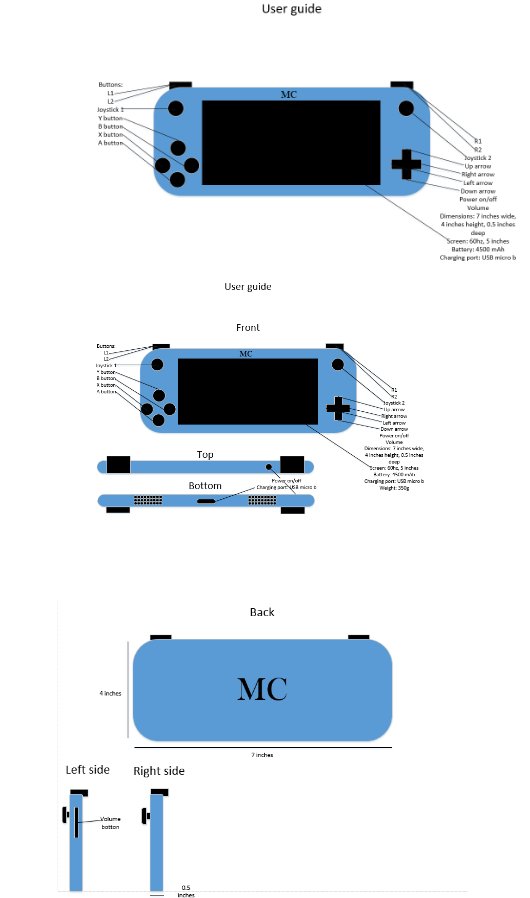 User guide
Buttons:
L1
L2
Joystick 1
Y button
B button
X button
A button
MC
R1
R2
Joystick 2
Up arrow
Right arrow
Left arrow
Down arrow
Power on/off
Volume
Dimensions: 7 inches wide,
4 inches height, 0.5 inches
deep
Screen: 60hz, 5 inches
Battery: 4500 mAh
Charging port: USB micro b
User guide
Front
Buttons:
L1
L2
Joystick 1
Y button
B button
X button
A button
MC
R1
R2
Joystick 2
Up arrow
Right arrow
Left arrow
Down arrow
Power on/off
Volume
Dimensions: 7 inches wide,
4 inches height, 0.5 inches
deep
Screen: 60hz, 5 inches
Battery: 4500 mAh
Charging port: USB micro b
Weight: 350g
Top
Power on/off
Bottom
Charging port: USB micro b
Back
MC
4 inches
7 inches
Left side
Right side
Volume
botton
0.5
inches